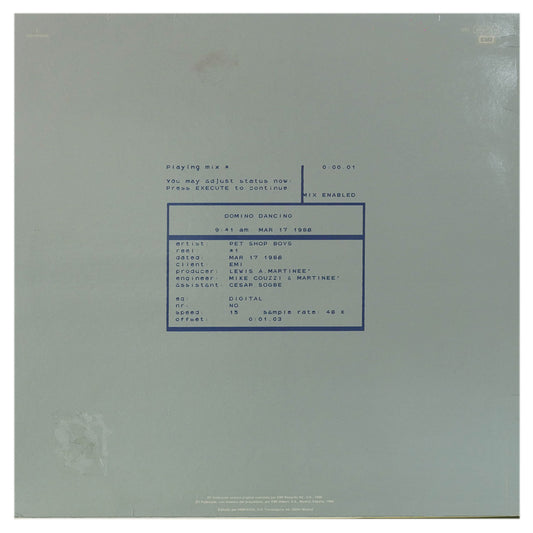 Playing mix * 0:00.01
You may adjust status now:
Press EXECUTE to continue.
MIX ENABLED
DOMINO DANCING
9:41 am MAR 17 1988
artist: PET SHOP BOYS
reel: *1
dated: MAR 17 1988
client: EMI
producer: LEWIS A MARTINEE"
engineer: MIKE COUZZI & MARTINEE"
assistant: CESAR SOGBE
eq: DIGITAL
nr: NO
speed: 15 sample rate: 48 K
offset: 0:01.03
EMI